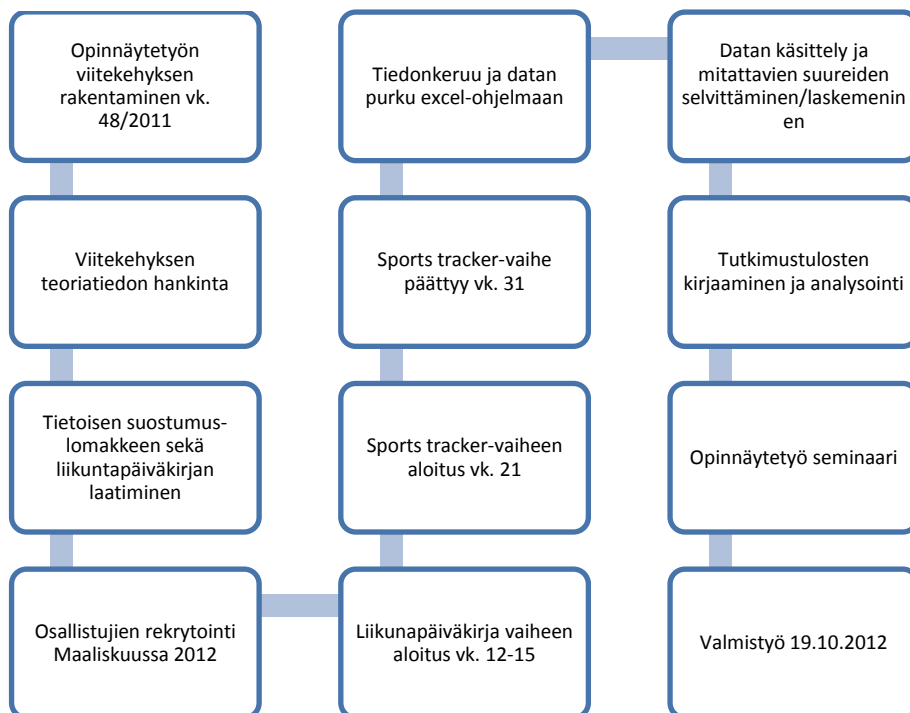 Opinnäytetyön
viitekehyksen
rakentaminen vk.
48/2011
Viitekehyksen
teoriatiedon hankinta
Tietoisen suostumus-
lomakkeen sekä
liikuntapäiväkirjan
laatiminen
Osallistujien rekrytointi
Maaliskuussa 2012
Liikunapäiväkirja vaiheen
aloitus vk. 12-15
Sports tracker-vaiheen
aloitus vk. 21
Sports tracker-vaihe
päättyy vk. 31
Tiedonkeruu ja datan
purku excel-ohjelmaan
Datan käsittely ja
mitattavien suureiden
selvittäminen/laskemenin
en
Tutkimustulosten
kirjaaminen ja analysointi
Opinnäytetyö seminaari
Valmistyö 19.10.2012